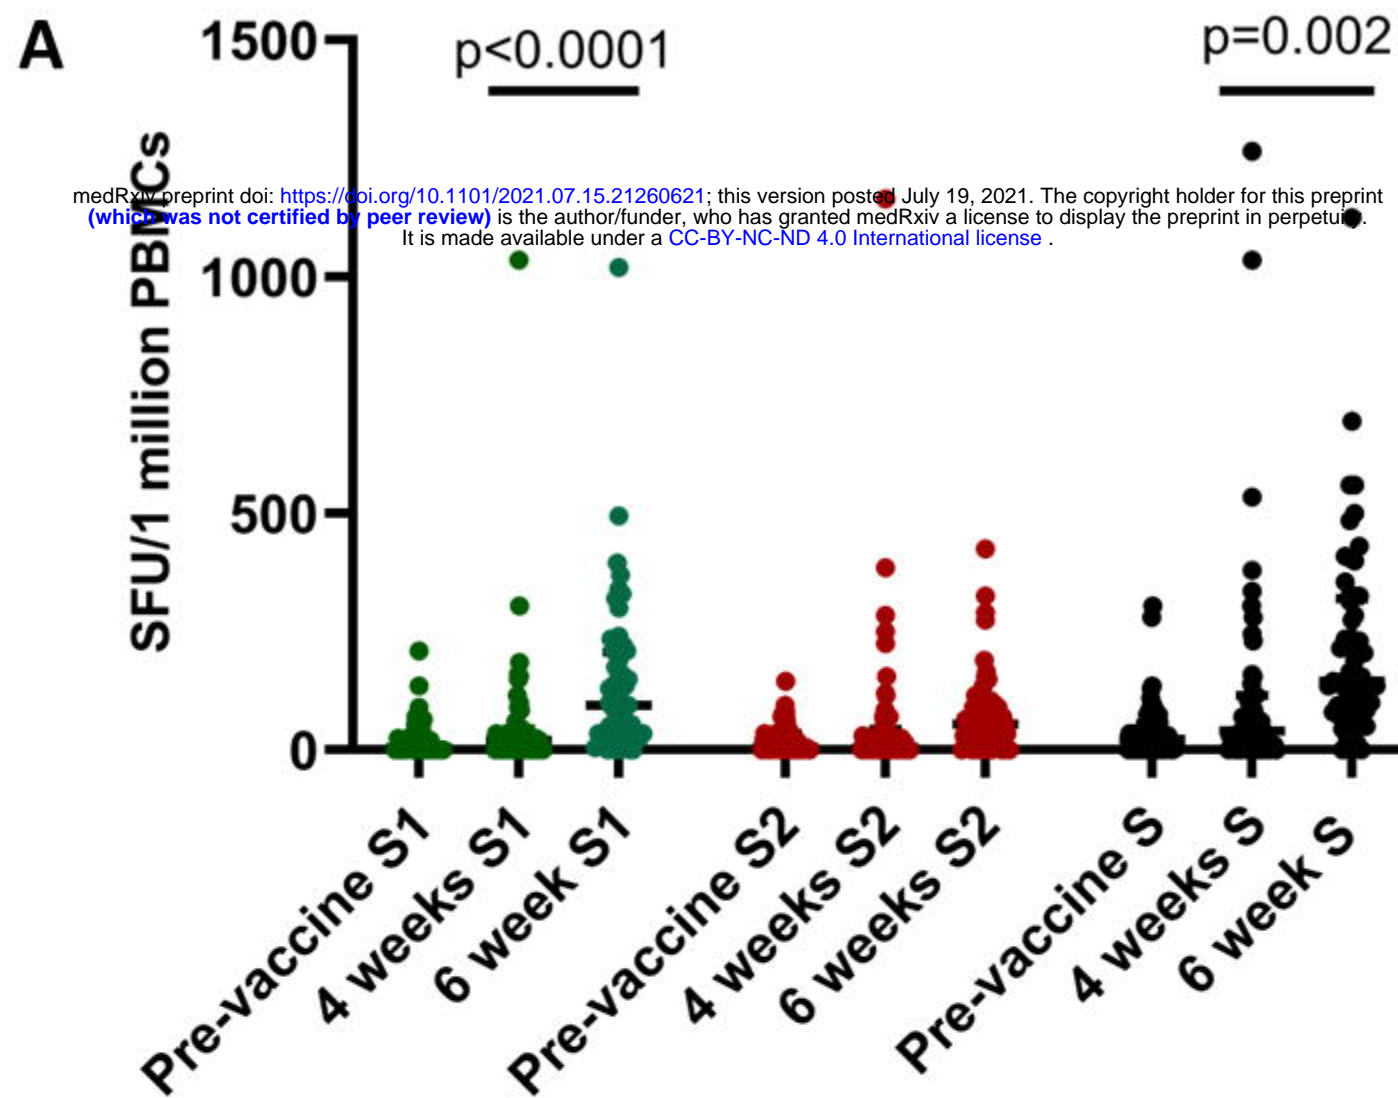 A
1500
p<0.0001
p=0.002
medRxiv preprint doi: https://doi.org/10.1101/2021.07.15.21260621; this version posted July 19, 2021. The copyright holder for this preprint
(which was not certified by peer review) is the author/funder, who has granted medRxiv a license to display the preprint in perpetuity.
It is made available under a CC-BY-NC-ND 4.0 International license .
SFU/1 million PBMCs
1000
500
0
Pre-vaccine S1
4 weeks S1
6 week S1
Pre-vaccine S2
4 weeks S2
6 weeks S2
Pre-vaccine S
4 weeks S
6 week S